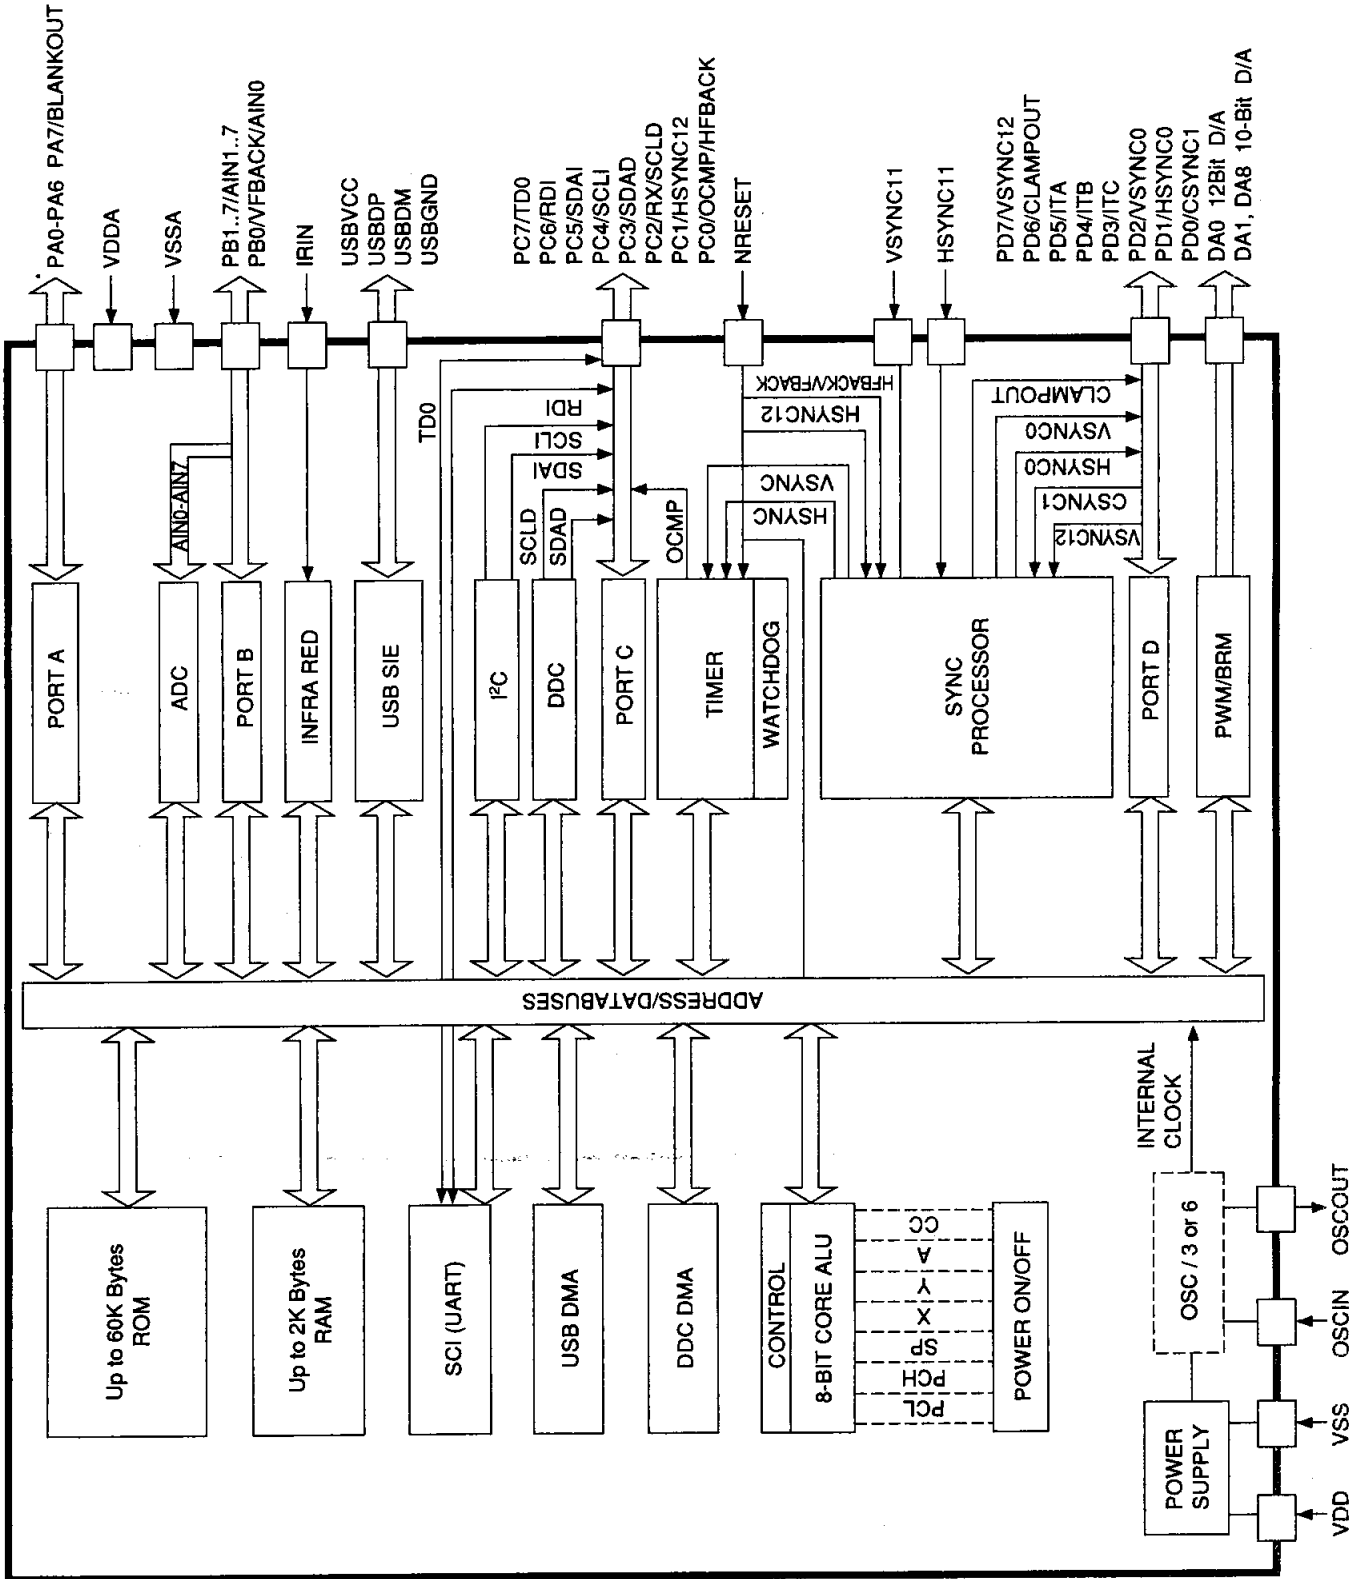 PA0-PA6 PA7/BLANKOUT
VDDA
VSSA
PB1..7/AIN1..7
PB0/VFBACK/AIN0
IRIN
USBVCC
USBDP
USBDM
USBGND
PC7/TD0
PC6/RDI
PC5/SDAI
PC4/SCLI
PC3/SDAD
PC2/RX/SCLD
PC1/HSYNC12
PC0/OCMP/HFBACK
NRESET
VSYNC11
HSYNC11
PD7/VSYNC12
PD6/CLAMPOUT
PD5/ITA
PD4/ITB
PD3/ITC
PD2/VSYNC0
PD1/HSYNC0
PD0/CSYNC1
DA0 12Bit D/A
DA1, DA8 10-Bit D/A
AIN0-AIN7
TD0
RDI
SCLI
SDAI
SCLD
SDAD
OCMP
HFBACK/VFBACK
HSYNC12
VSYNC
HSYNC
CLAMPOUT
VSYNC0
HSYNC0
CSYNC1
VSYNC12
PORT A
ADC
PORT B
INFRA RED
USB SIE
I²C
DDC
PORT C
TIMER
WATCHDOG
SYNC
PROCESSOR
PORT D
PWM/BRM
ADDRESS/DATABUSES
Up to 60K Bytes
ROM
Up to 2K Bytes
RAM
SCI (UART)
USB DMA
DDC DMA
CONTROL
8-BIT CORE ALU
PCL
PCH
SP
X
Y
A
CC
POWER ON/OFF
INTERNAL
CLOCK
OSC / 3 or 6
POWER
SUPPLY
VDD
VSS
OSCIN
OSCOUT